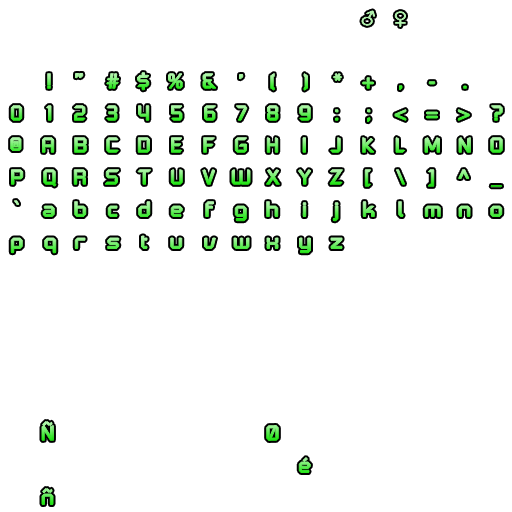 ♂ ♀
! " # $ % & ' ( ) * + , - .
0 1 2 3 4 5 6 7 8 9 : ; < = > ?
@ A B C D E F G H I J K L M N O
P Q R S T U V W X Y Z [ \ ] ^ _
` a b c d e f g h i j k l m n o
p q r s t u v w x y z
Ñ Ø
é
ñ